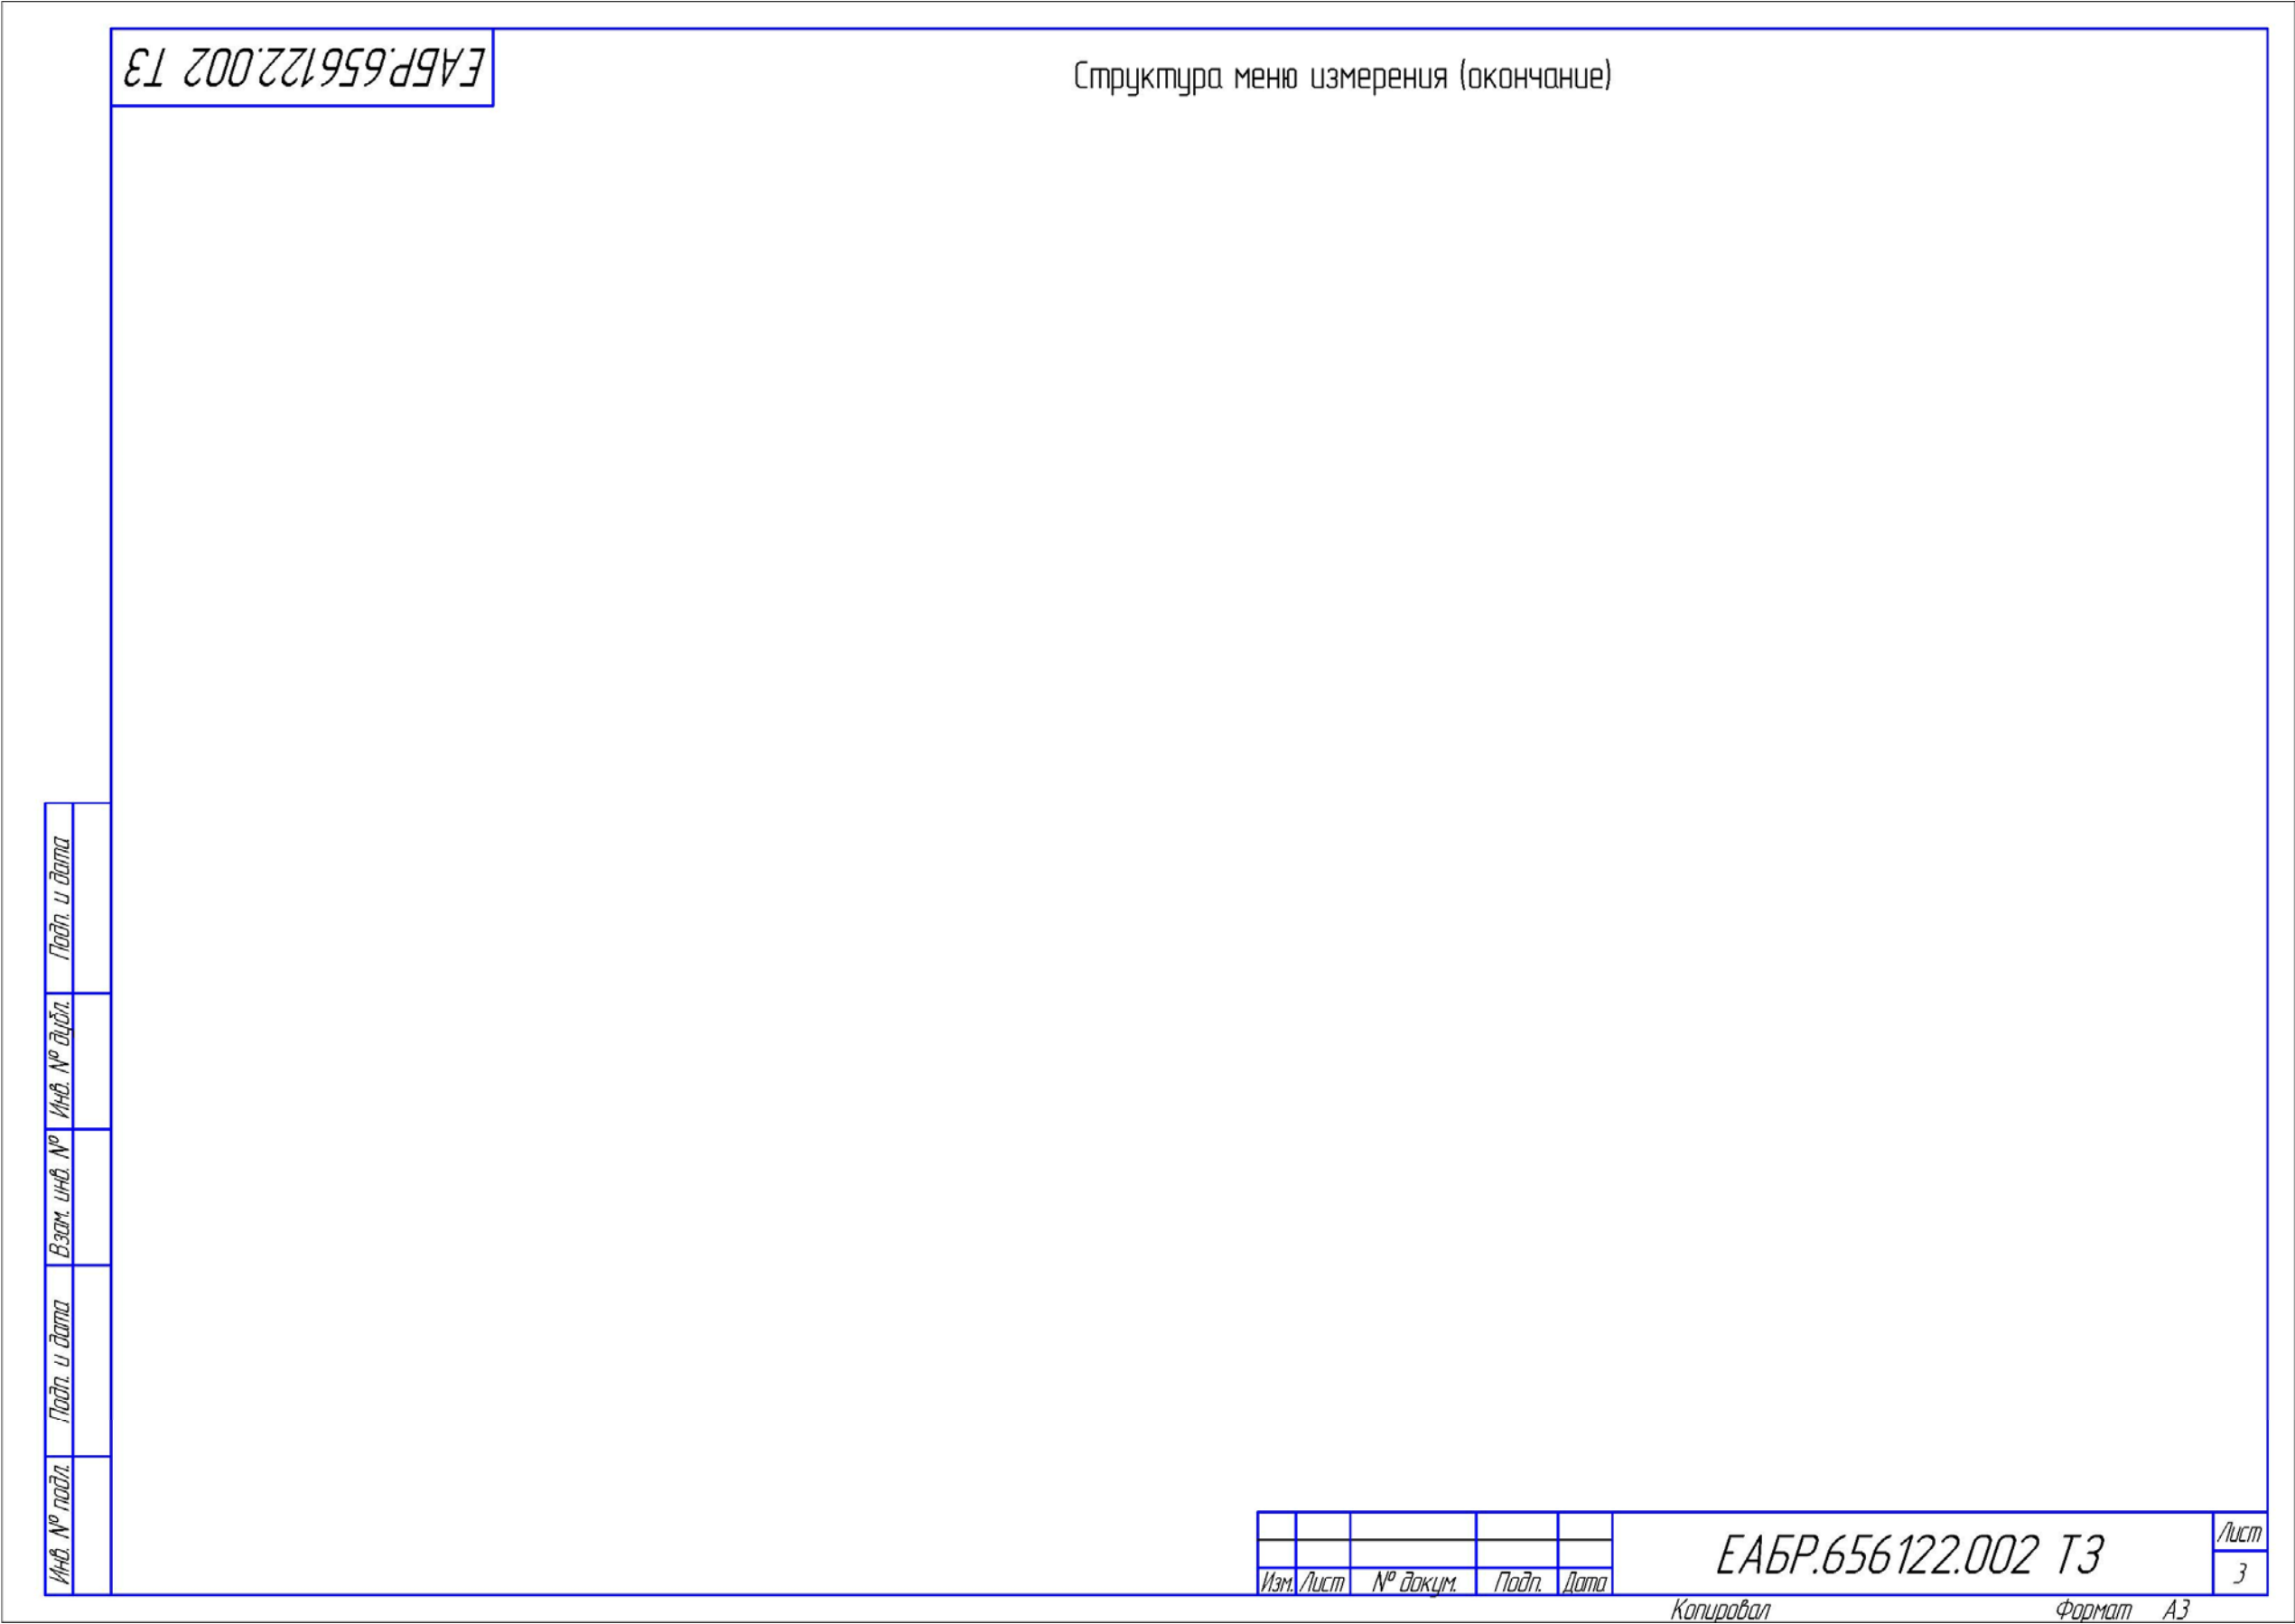 ЕАБР.656122.002 ТЗ
Структура меню измерения (окончание)
Подп. и дата
Инв. № дубл.
Взам. инв. №
Подп. и дата
Инв. № подл.
Изм. Лист № докум. Подп. Дата
ЕАБР.656122.002 ТЗ
Лист
3
Копировал
Формат А3